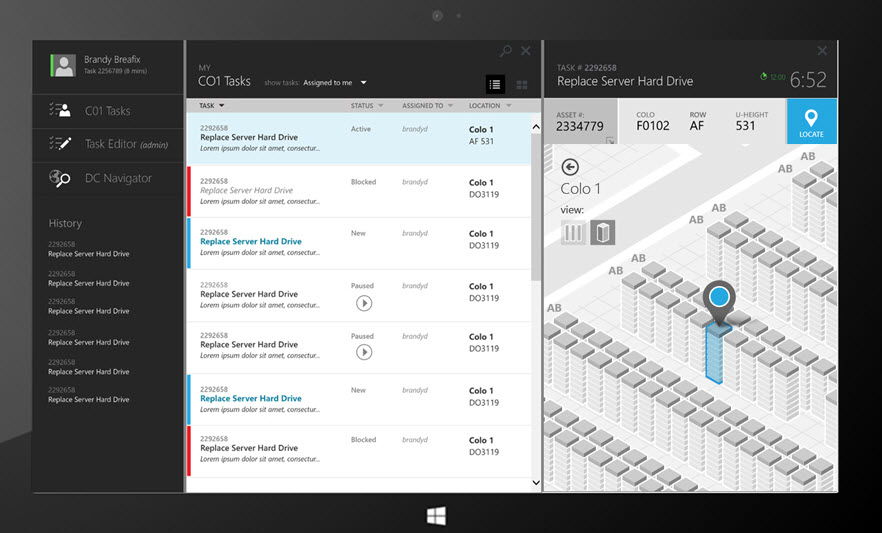 Brandy Breafix
Task 2256789 (8 mins)
C01 Tasks
Task Editor (admin)
DC Navigator
History
2292658
Replace Server Hard Drive
2292658
Replace Server Hard Drive
2292658
Replace Server Hard Drive
2292658
Replace Server Hard Drive
2292658
Replace Server Hard Drive
2292658
Replace Server Hard Drive
MY
CO1 Tasks show tasks: Assigned to me
TASK STATUS ASSIGNED TO LOCATION
2292658 Active brandyd Colo 1
Replace Server Hard Drive AF 531
Lorem ipsum dolor sit amet, consectur...
2292658 Blocked brandyd Colo 1
Replace Server Hard Drive DO3119
Lorem ipsum dolor sit amet, consectur...
2292658 New brandyd Colo 1
Replace Server Hard Drive DO3119
Lorem ipsum dolor sit amet, consectur...
2292658 Paused brandyd Colo 1
Replace Server Hard Drive DO3119
Lorem ipsum dolor sit amet, consectur...
2292658 Paused brandyd Colo 1
Replace Server Hard Drive DO3119
Lorem ipsum dolor sit amet, consectur...
2292658 New brandyd Colo 1
Replace Server Hard Drive DO3119
Lorem ipsum dolor sit amet, consectur...
2292658 Blocked brandyd Colo 1
Replace Server Hard Drive DO3119
Lorem ipsum dolor sit amet, consectur...
TASK # 2292658
Replace Server Hard Drive 12:00 6:52
ASSET #: COLO ROW U-HEIGHT
2334779 F0102 AF 531
LOCATE
Colo 1
view:
AB
AB
AB
AB
AB
AB
AB